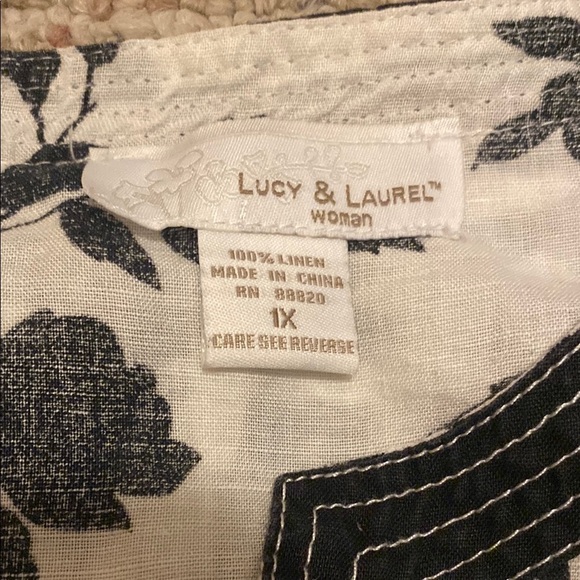 LUCY & LAUREL™
woman
100% LINEN
MADE IN CHINA
RN 88820
1X
CARE SEE REVERSE